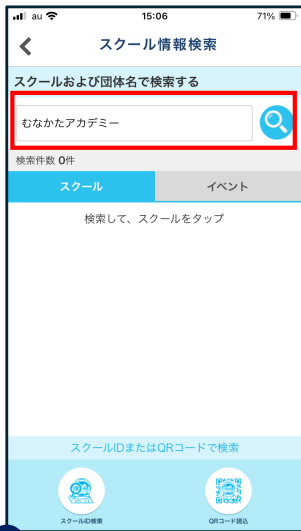 au 15:06 71%
スクール情報検索
スクールおよび団体名で検索する
むなかたアカデミー
検索件数 0件
スクール イベント
検索して、スクールをタップ
スクールIDまたはQRコードで検索
スクールID検索 QRコード読込